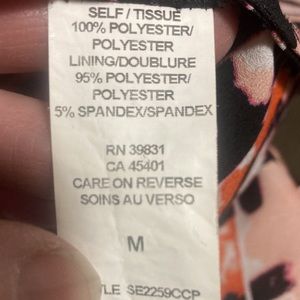 SELF / TISSUE
100% POLYESTER/
POLYESTER
LINING/DOUBLURE
95% POLYESTER/
POLYESTER
5% SPANDEX/SPANDEX
RN 39831
CA 45401
CARE ON REVERSE
SOINS AU VERSO
M
SE2259CCP